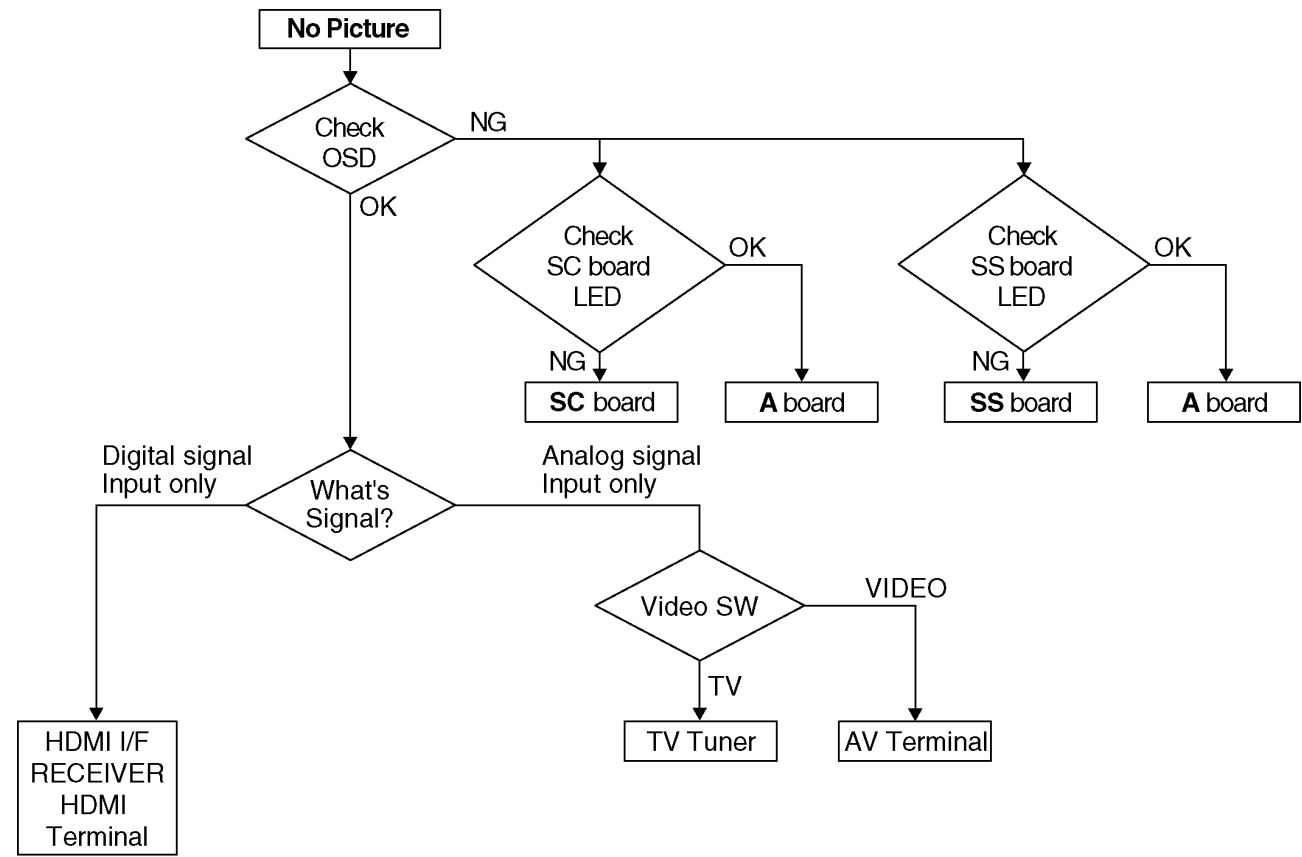 No Picture
Check
OSD
NG
OK
Check
SC board
LED
OK
NG
SC board
A board
Check
SS board
LED
OK
NG
SS board
A board
Digital signal
Input only
What's
Signal?
Analog signal
Input only
Video SW
VIDEO
TV
HDMI I/F
RECEIVER
HDMI
Terminal
TV Tuner
AV Terminal